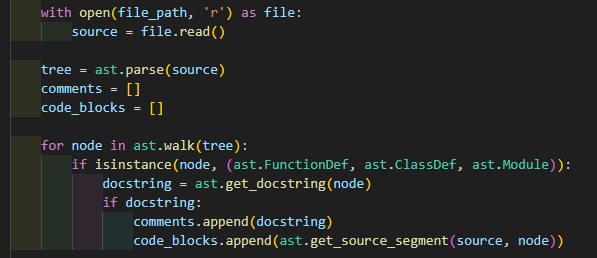 with open(file_path, 'r') as file:
    source = file.read()

tree = ast.parse(source)
comments = []
code_blocks = []

for node in ast.walk(tree):
    if isinstance(node, (ast.FunctionDef, ast.ClassDef, ast.Module)):
        docstring = ast.get_docstring(node)
        if docstring:
            comments.append(docstring)
            code_blocks.append(ast.get_source_segment(source, node))